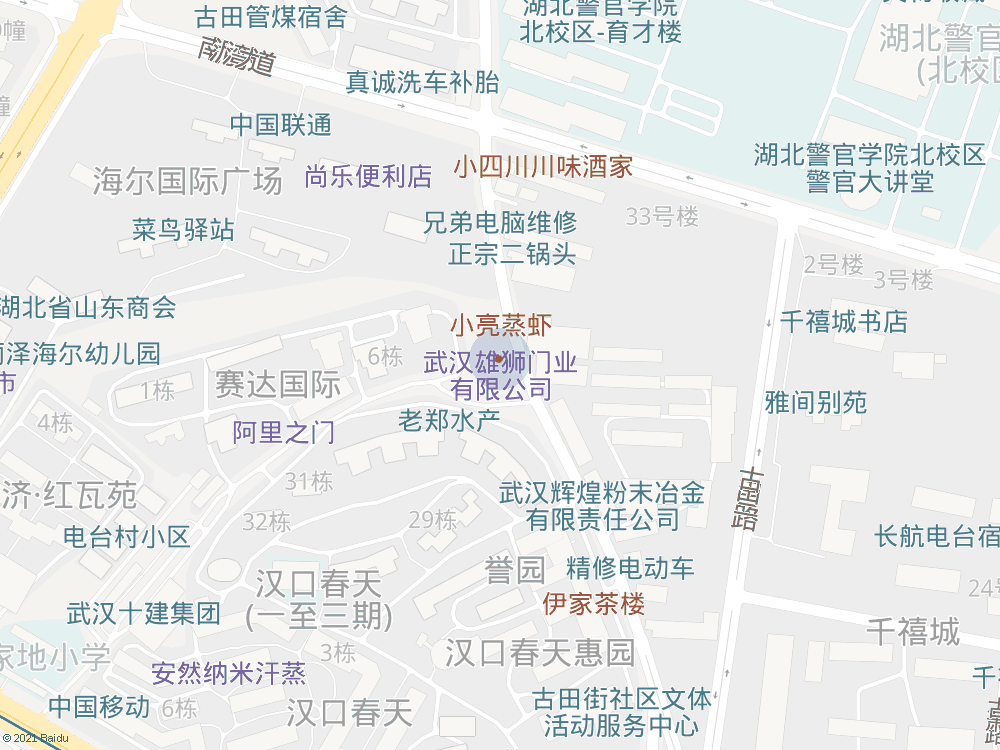 古田管煤宿舍
湖北警官学院
北校区-育才楼
湖北警官
(北校区
幢
南泥湾大道
真诚洗车补胎
中国联通
小四川川味酒家
湖北警官学院北校区
警官大讲堂
海尔国际广场
尚乐便利店
33号楼
菜鸟驿站
兄弟电脑维修
正宗二锅头
2号楼
3号楼
湖北省山东商会
小亮蒸虾
千禧城书店
菏泽海尔幼儿园
6栋
武汉雄狮门业
有限公司
市
1栋
赛达国际
雅间别苑
4栋
老郑水产
阿里之门
31栋
古田二路
济·红瓦苑
武汉辉煌粉末冶金
有限责任公司
32栋
29栋
电台村小区
长航电台宿
誉园
精修电动车
汉口春天
(一至三期)
24号
伊家茶楼
武汉十建集团
千禧城
3栋
汉口春天惠园
家地小学
安然纳米汗蒸
千
中国移动
6栋
汉口春天
古田街社区文体
活动服务中心
路
© 2021 Baidu